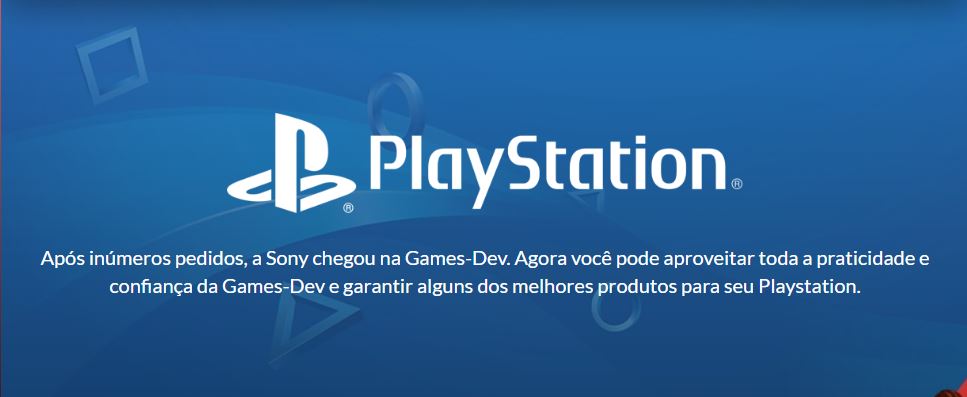 PlayStation®
Após inúmeros pedidos, a Sony chegou na Games-Dev. Agora você pode aproveitar toda a praticidade e
confiança da Games-Dev e garantir alguns dos melhores produtos para seu Playstation.